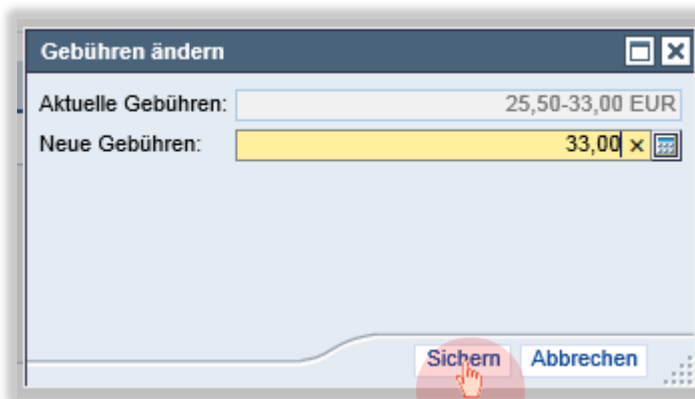 Gebühren ändern
Aktuelle Gebühren: 25,50-33,00 EUR
Neue Gebühren: 33,00
Sichern Abbrechen